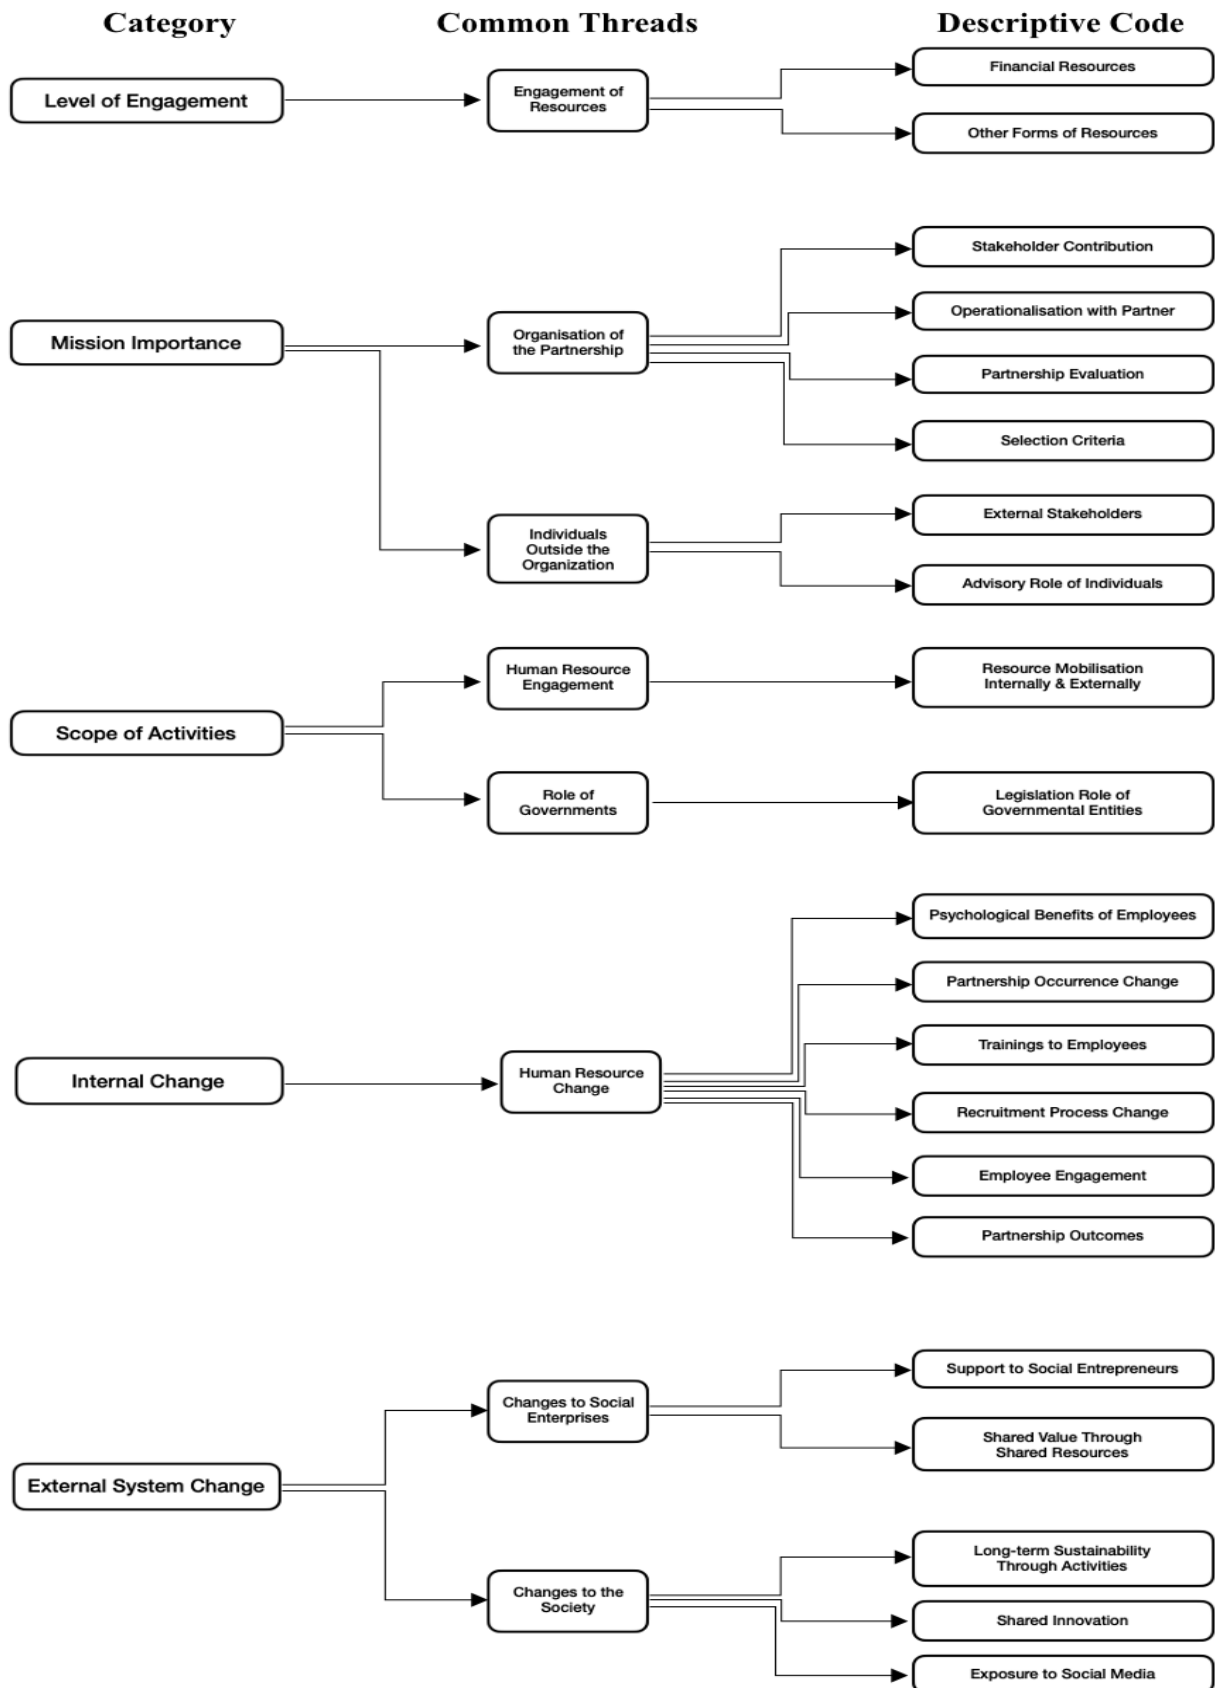 Category
Common Threads
Descriptive Code
Level of Engagement
Engagement of
Resources
Financial Resources
Other Forms of Resources
Mission Importance
Organisation of
the Partnership
Stakeholder Contribution
Operationalisation with Partner
Partnership Evaluation
Selection Criteria
Individuals
Outside the
Organization
External Stakeholders
Advisory Role of Individuals
Scope of Activities
Human Resource
Engagement
Resource Mobilisation
Internally & Externally
Role of
Governments
Legislation Role of
Governmental Entities
Internal Change
Human Resource
Change
Psychological Benefits of Employees
Partnership Occurrence Change
Trainings to Employees
Recruitment Process Change
Employee Engagement
Partnership Outcomes
External System Change
Changes to Social
Enterprises
Support to Social Entrepreneurs
Shared Value Through
Shared Resources
Changes to the
Society
Long-term Sustainability
Through Activities
Shared Innovation
Exposure to Social Media